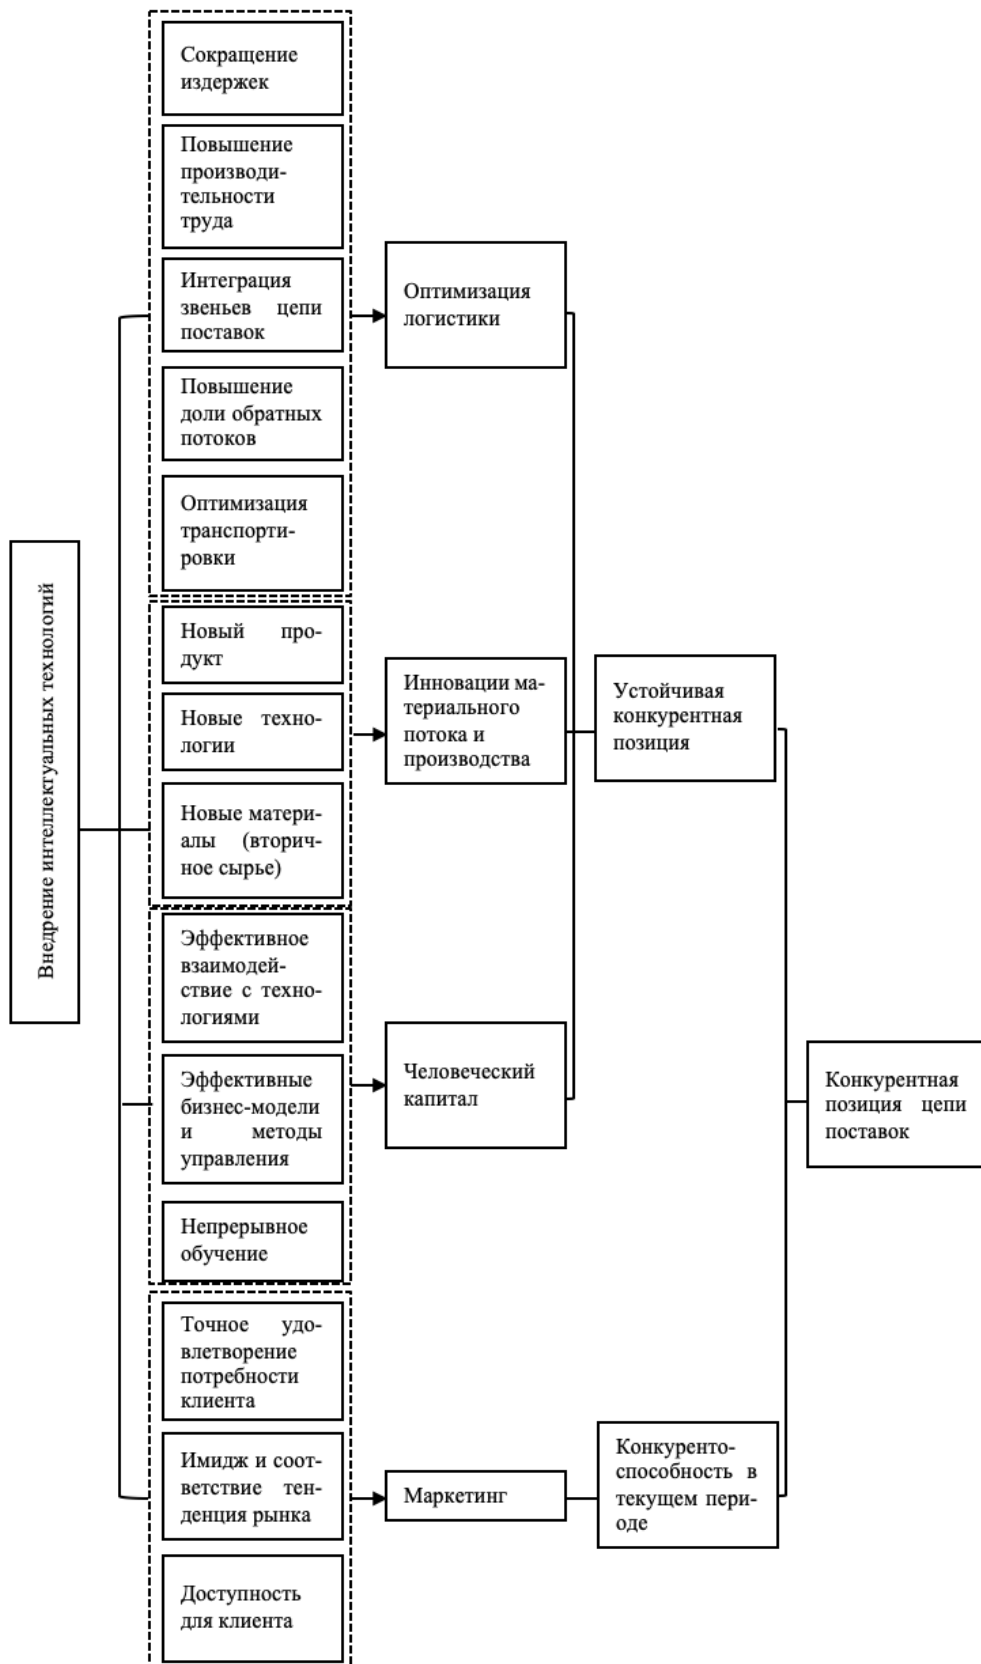 Сокращение
издержек
Повышение
производи-
тельности
труда
Интеграция
звеньев цепи
поставок
Повышение
доли обратных
потоков
Оптимизация
транспорти-
ровки
Новый про-
дукт
Новые техно-
логии
Новые матери-
алы (вторич-
ное сырье)
Эффективное
взаимодей-
ствие с техно-
логиями
Эффективные
бизнес-модели
и методы
управления
Непрерывное
обучение
Точное удо-
влетворение
потребности
клиента
Имидж и соот-
ветствие тен-
денция рынка
Доступность
для клиента
Внедрение интеллектуальных технологий
Оптимизация
логистики
Инновации ма-
териального
потока и
производства
Человеческий
капитал
Маркетинг
Устойчивая
конкурентная
позиция
Конкуренто-
способность в
текущем пери-
оде
Конкурентная
позиция цепи
поставок